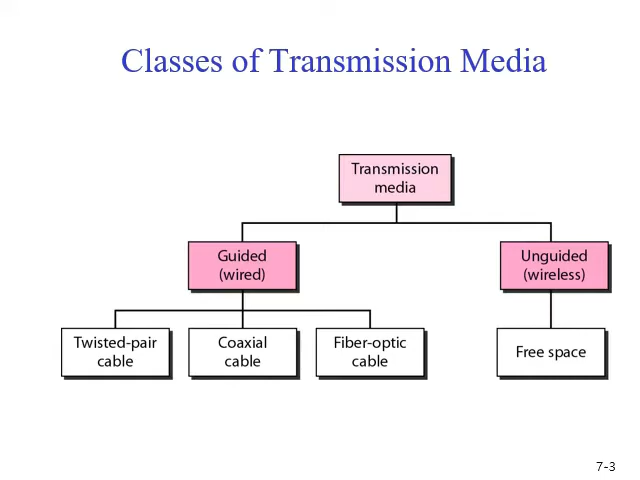 Classes of Transmission Media
Transmission
media
Guided
(wired)
Unguided
(wireless)
Twisted-pair
cable
Coaxial
cable
Fiber-optic
cable
Free space
7-3